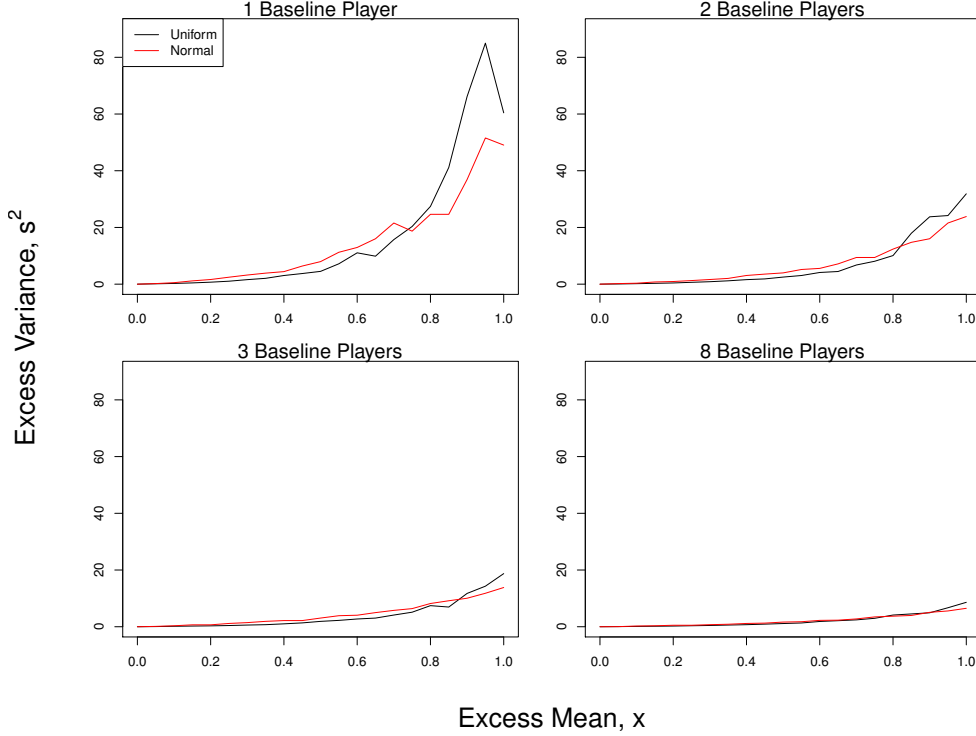 1 Baseline Player
2 Baseline Players
Uniform
Normal
0 20 40 60 80
0.0 0.2 0.4 0.6 0.8 1.0
0 20 40 60 80
0.0 0.2 0.4 0.6 0.8 1.0
3 Baseline Players
8 Baseline Players
0 20 40 60 80
0.0 0.2 0.4 0.6 0.8 1.0
0 20 40 60 80
0.0 0.2 0.4 0.6 0.8 1.0
Excess Variance, s²
Excess Mean, x